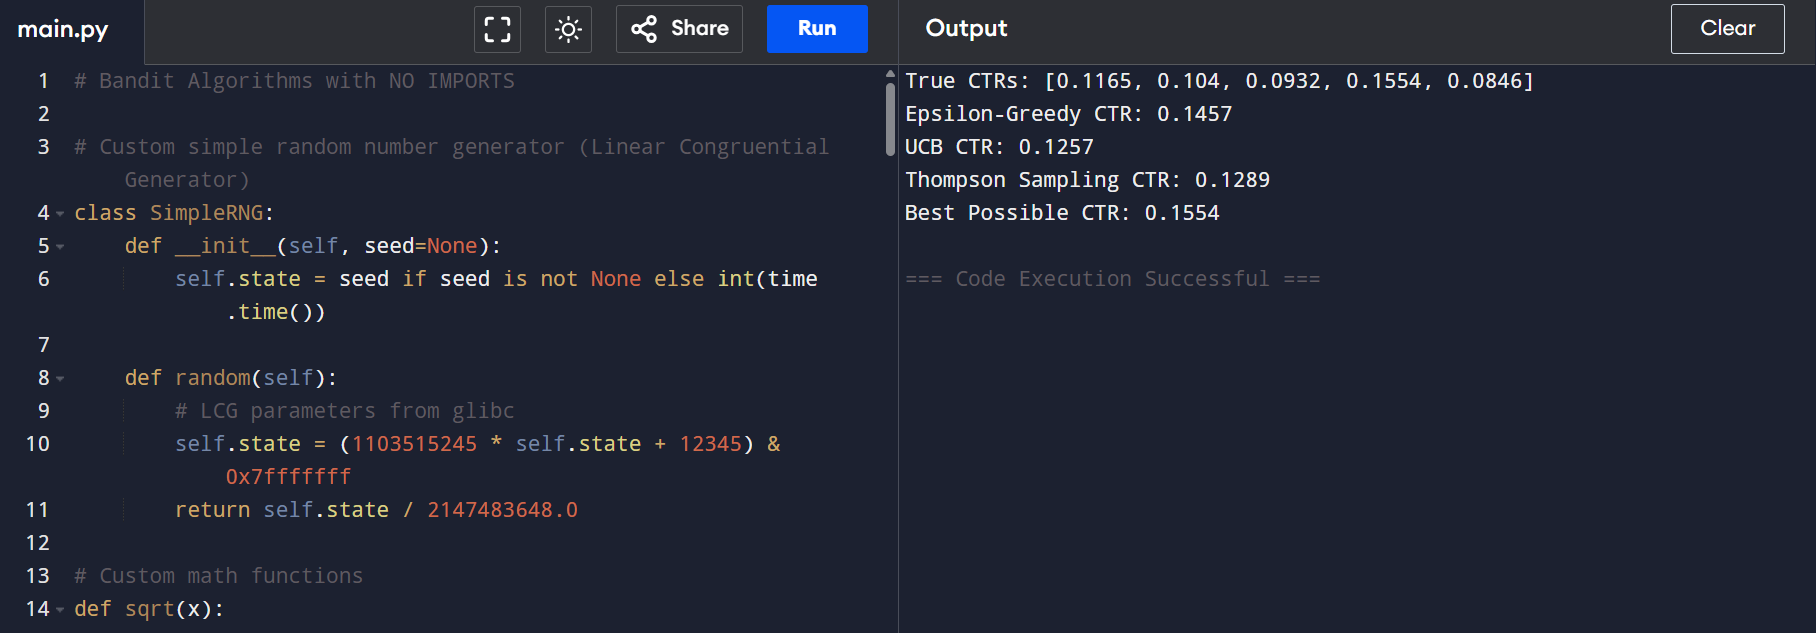 main.py
Share
Run
Output
Clear
1 # Bandit Algorithms with NO IMPORTS
2
3 # Custom simple random number generator (Linear Congruential
Generator)
4 class SimpleRNG:
5 def __init__(self, seed=None):
6 self.state = seed if seed is not None else int(time
.time())
7
8 def random(self):
9 # LCG parameters from glibc
10 self.state = (1103515245 * self.state + 12345) &
0x7fffffff
11 return self.state / 2147483648.0
12
13 # Custom math functions
14 def sqrt(x):
True CTRs: [0.1165, 0.104, 0.0932, 0.1554, 0.0846]
Epsilon-Greedy CTR: 0.1457
UCB CTR: 0.1257
Thompson Sampling CTR: 0.1289
Best Possible CTR: 0.1554
=== Code Execution Successful ===